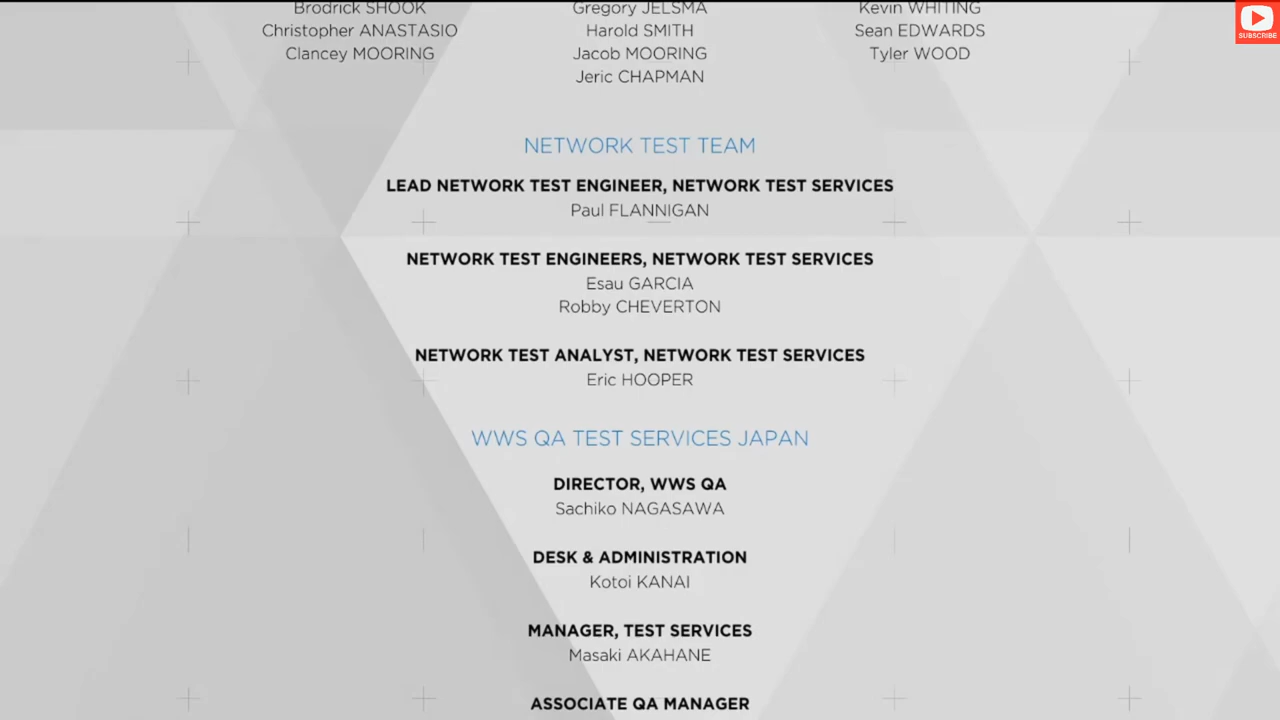 Brodrick SHOOK
Gregory JELSMA
Kevin WHITING
Christopher ANASTASIO
Harold SMITH
Sean EDWARDS
Clancey MOORING
Jacob MOORING
Tyler WOOD
Jeric CHAPMAN
NETWORK TEST TEAM
LEAD NETWORK TEST ENGINEER, NETWORK TEST SERVICES
Paul FLANNIGAN
NETWORK TEST ENGINEERS, NETWORK TEST SERVICES
Esau GARCIA
Robby CHEVERTON
NETWORK TEST ANALYST, NETWORK TEST SERVICES
Eric HOOPER
WWS QA TEST SERVICES JAPAN
DIRECTOR, WWS QA
Sachiko NAGASAWA
DESK & ADMINISTRATION
Kotoi KANAI
MANAGER, TEST SERVICES
Masaki AKAHANE
ASSOCIATE QA MANAGER
SUBSCRIBE